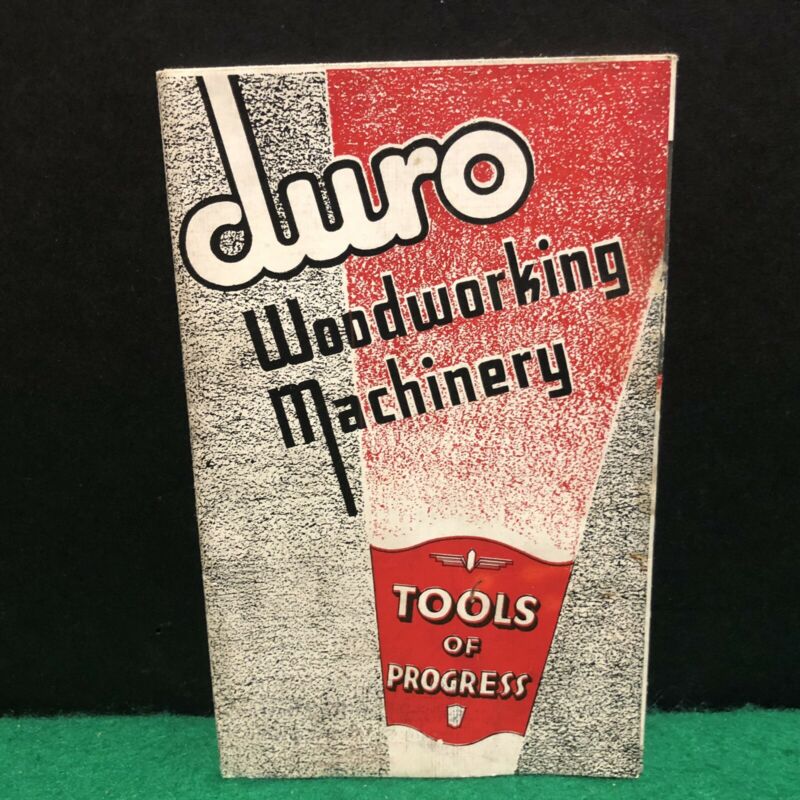 duro
Woodworking
Machinery
TOOLS
OF
PROGRESS